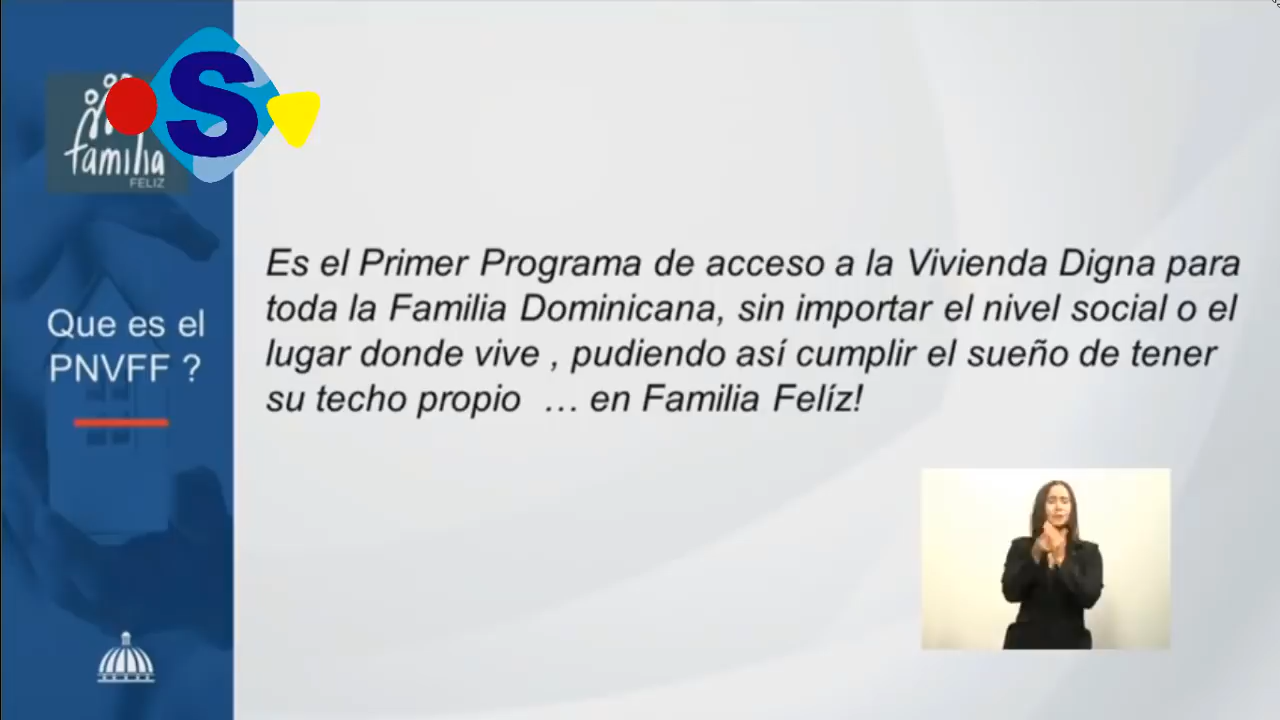 S
familia
FELIZ
Que es el
PNVFF ?
Es el Primer Programa de acceso a la Vivienda Digna para
toda la Familia Dominicana, sin importar el nivel social o el
lugar donde vive , pudiendo así cumplir el sueño de tener
su techo propio … en Familia Felíz!